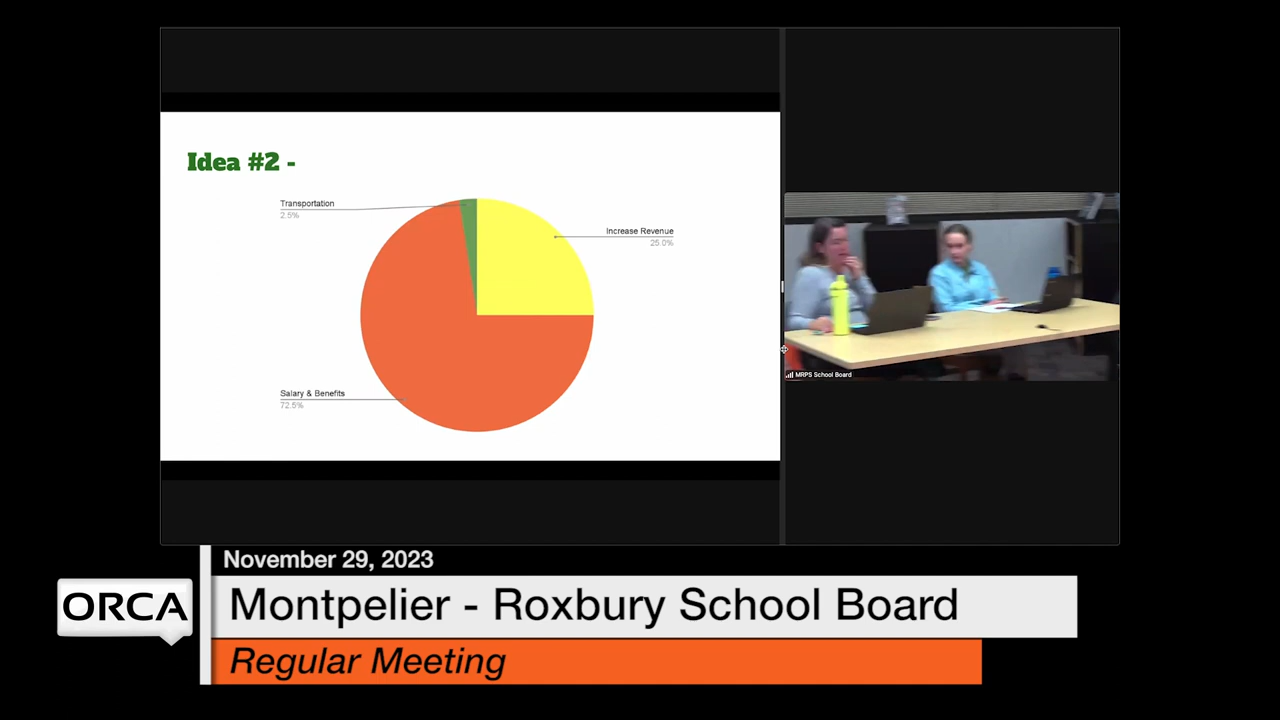 Idea #2 -
Transportation
2.5%
Increase Revenue
25.0%
Salary & Benefits
72.5%
MRPS School Board
November 29, 2023
ORCA
Montpelier - Roxbury School Board
Regular Meeting